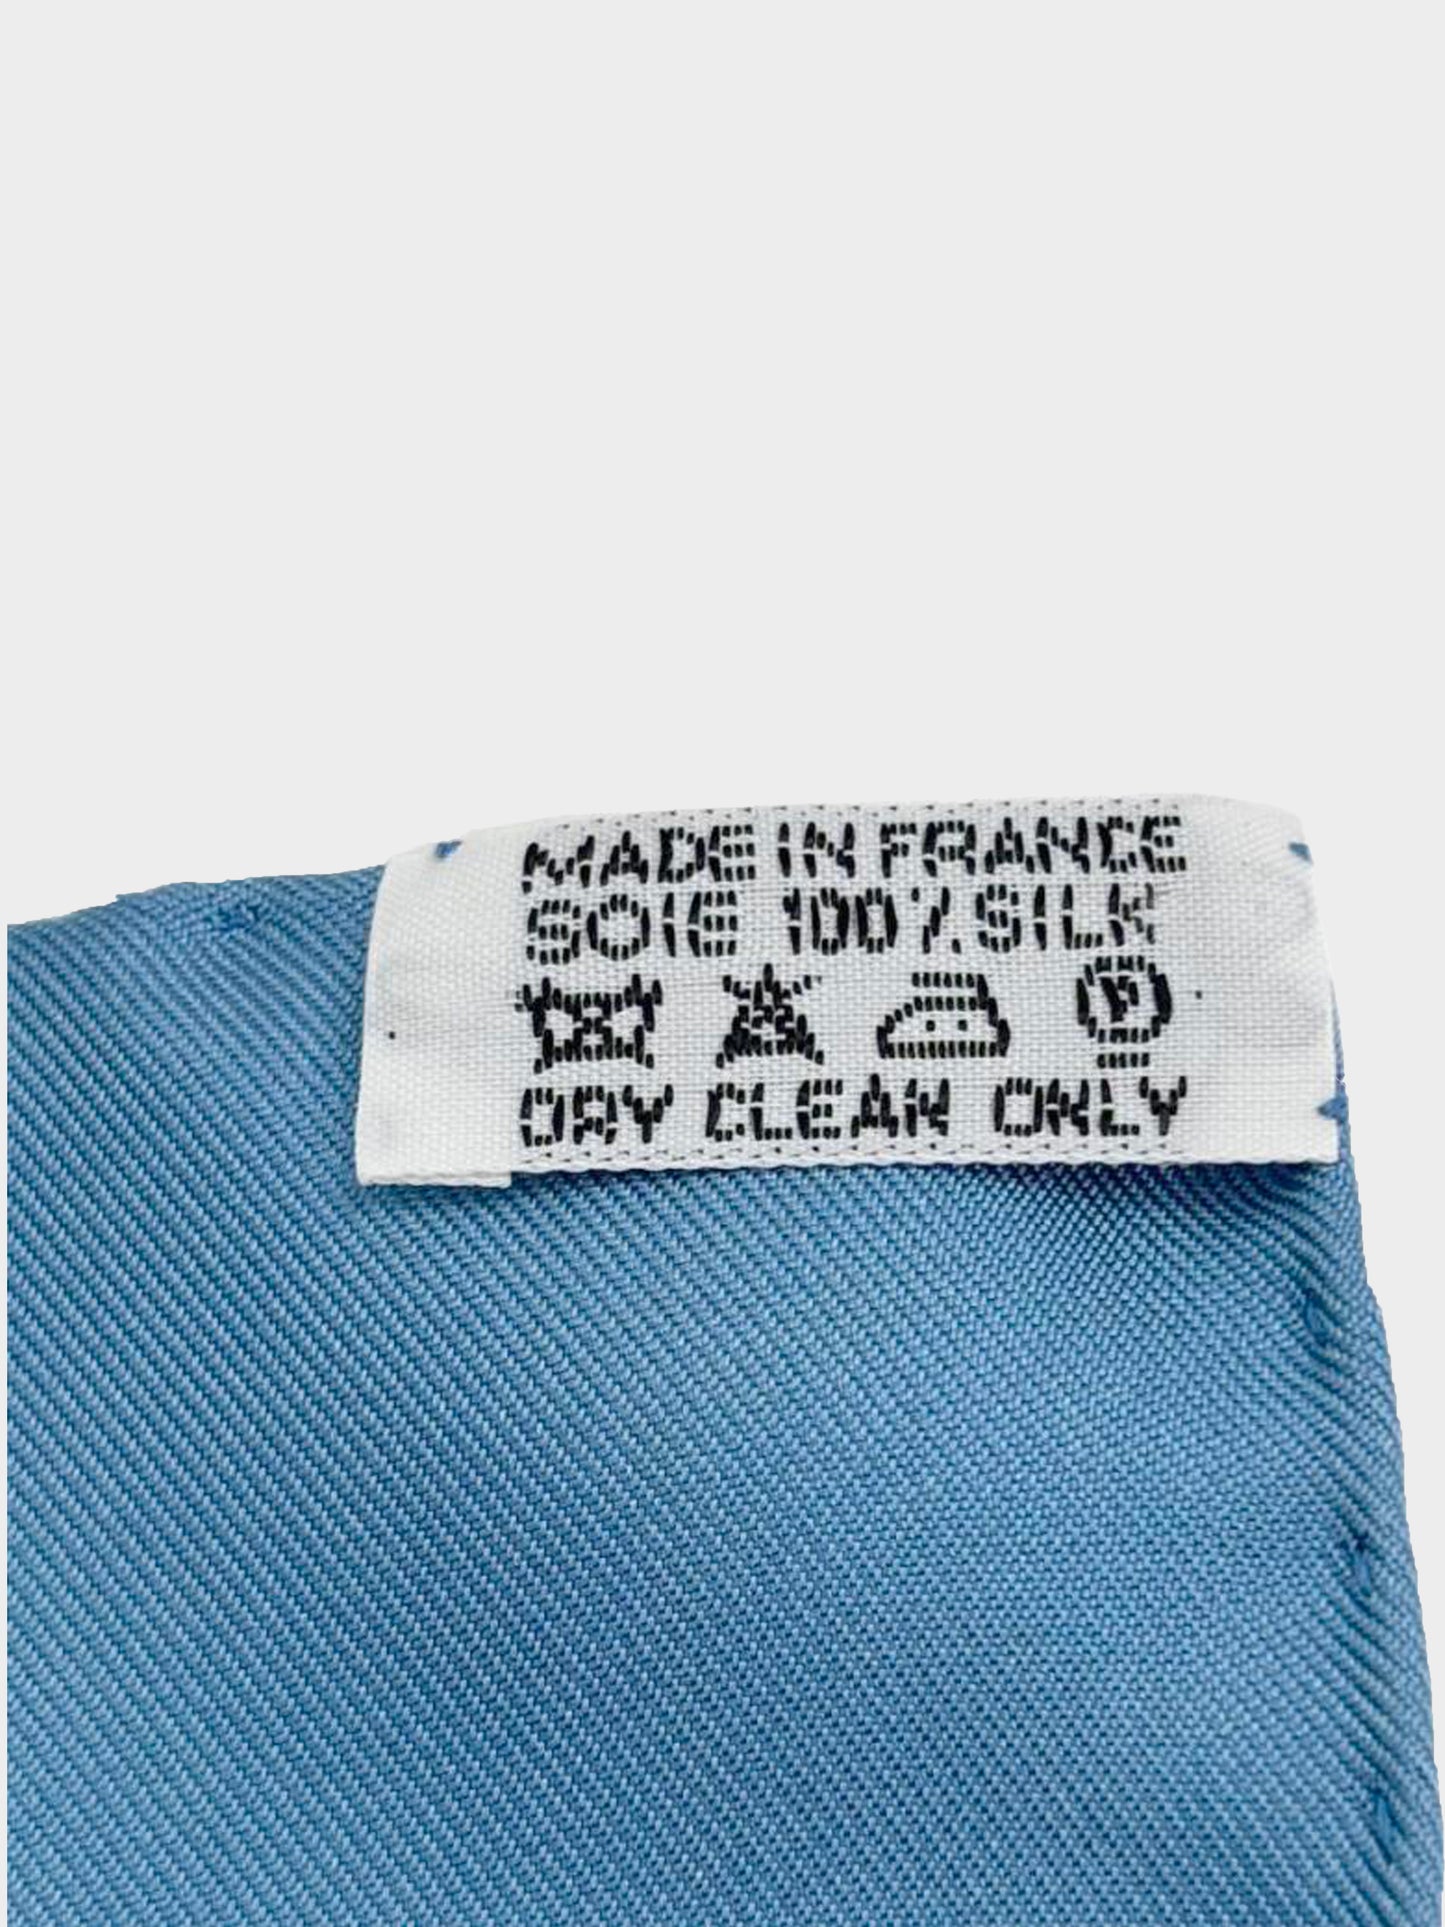 MADE IN FRANCE
SOIE 100% SILK
P
DRY CLEAN ONLY